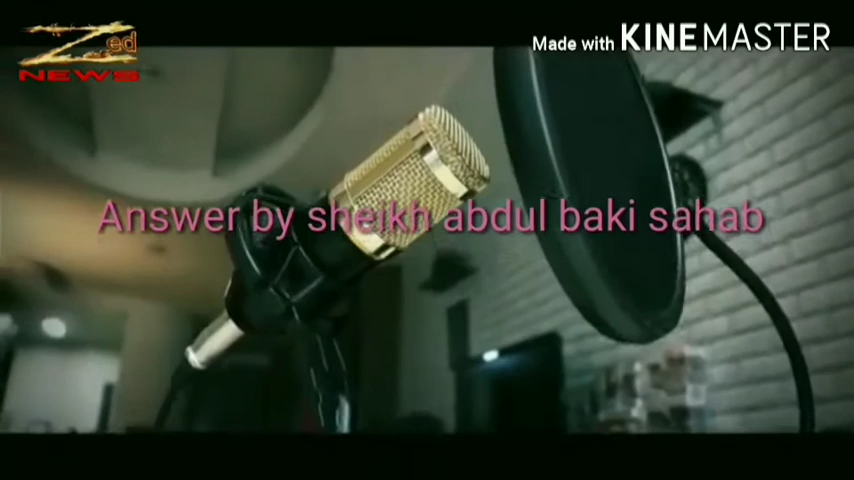 Zed
NEWS
Made with KINEMASTER
Answer by sheikh abdul baki sahab